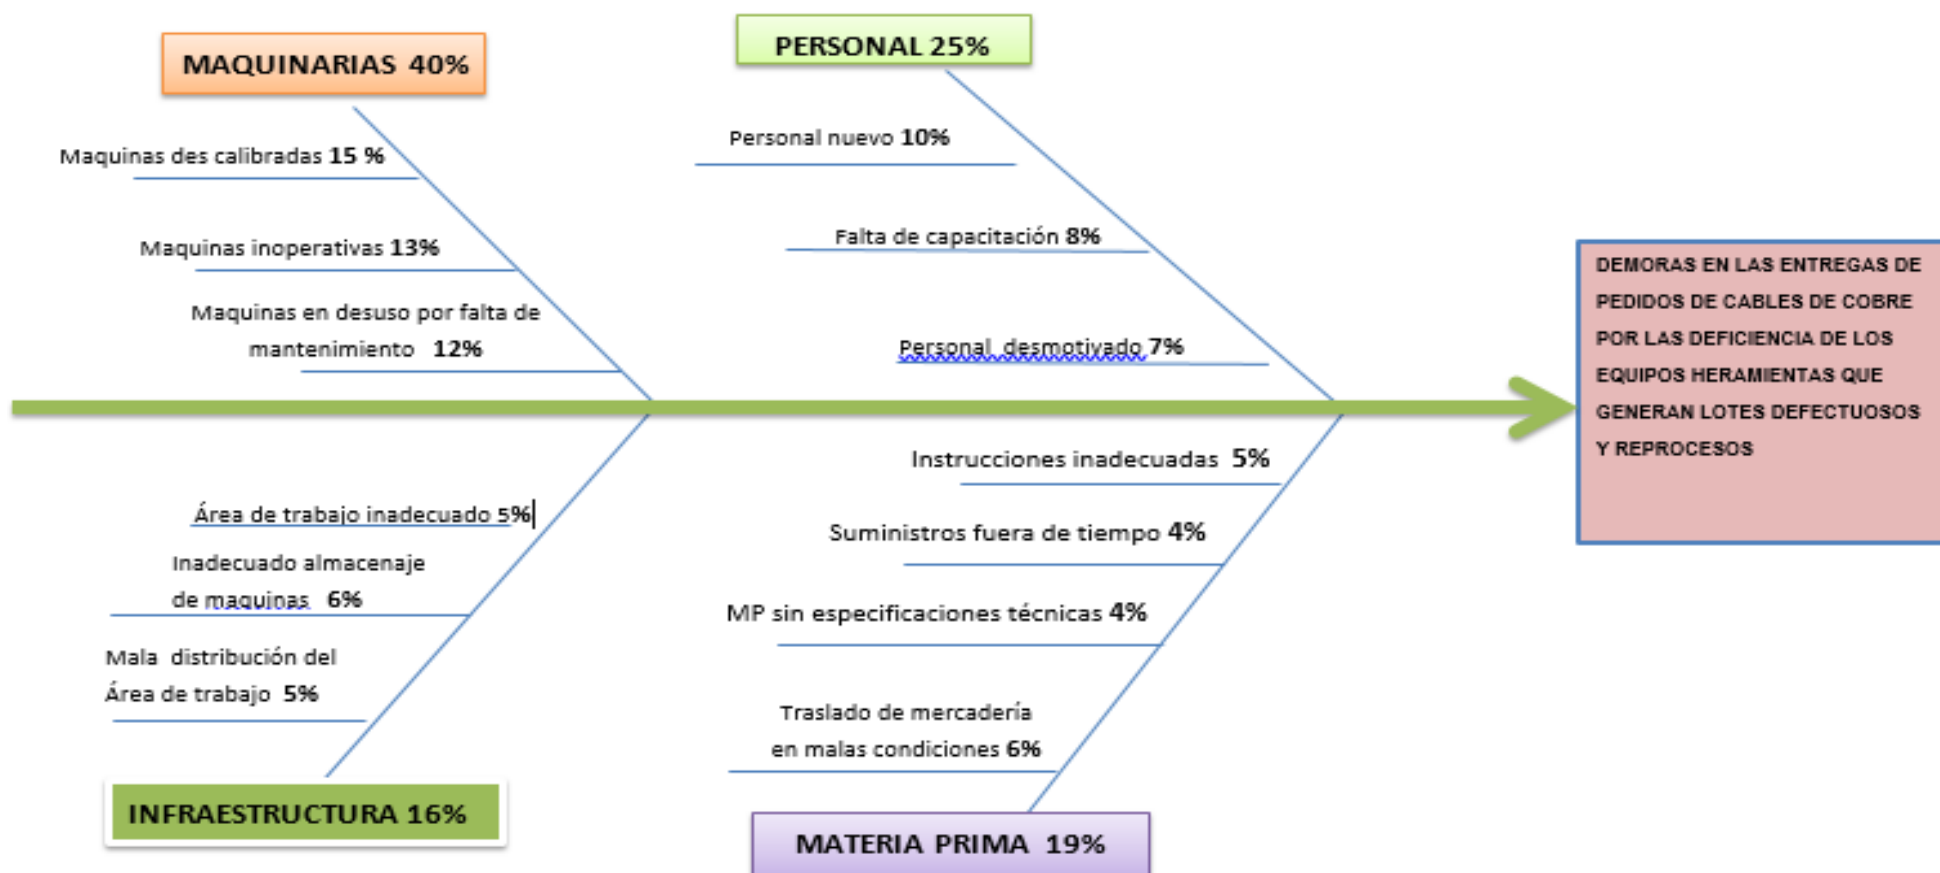 MAQUINARIAS 40%
Maquinas des calibradas 15 %
Maquinas inoperativas 13%
Maquinas en desuso por falta de
mantenimiento 12%
PERSONAL 25%
Personal nuevo 10%
Falta de capacitación 8%
Personal desmotivado 7%
DEMORAS EN LAS ENTREGAS DE
PEDIDOS DE CABLES DE COBRE
POR LAS DEFICIENCIA DE LOS
EQUIPOS HERAMIENTAS QUE
GENERAN LOTES DEFECTUOSOS
Y REPROCESOS
Área de trabajo inadecuado 5%
Inadecuado almacenaje
de maquinas 6%
Mala distribución del
Área de trabajo 5%
INFRAESTRUCTURA 16%
Instrucciones inadecuadas 5%
Suministros fuera de tiempo 4%
MP sin especificaciones técnicas 4%
Traslado de mercadería
en malas condiciones 6%
MATERIA PRIMA 19%